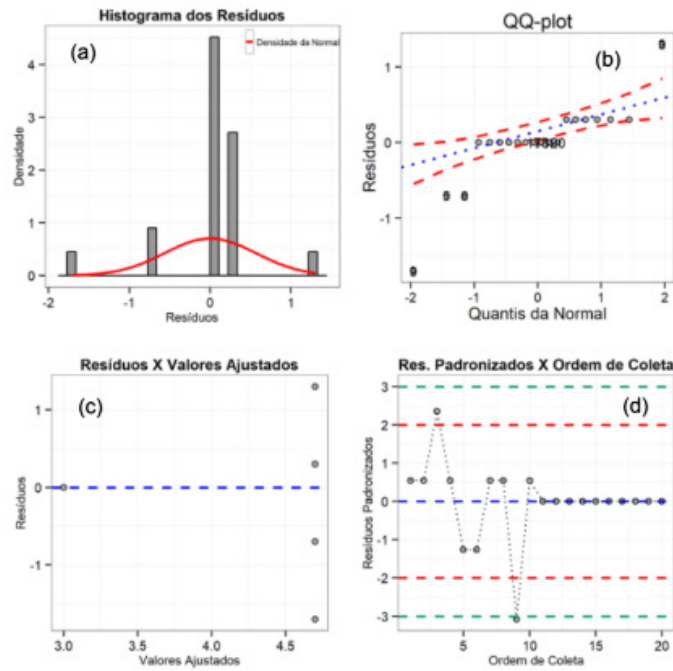 Histograma dos Resíduos
(a)
Densidade da Normal
Densidade
4
3
2
1
0
-2
-1
0
1
Resíduos
QQ-plot
(b)
Resíduos
1
0
-1
-2
-1
0
1
2
Quantis da Normal
Resíduos X Valores Ajustados
(c)
Resíduos
1
0
-1
3.0
3.5
4.0
4.5
Valores Ajustados
Res. Padronizados X Ordem de Coleta
(d)
Resíduos Padronizados
3
2
1
0
-1
-2
-3
5
10
15
20
Ordem de Coleta